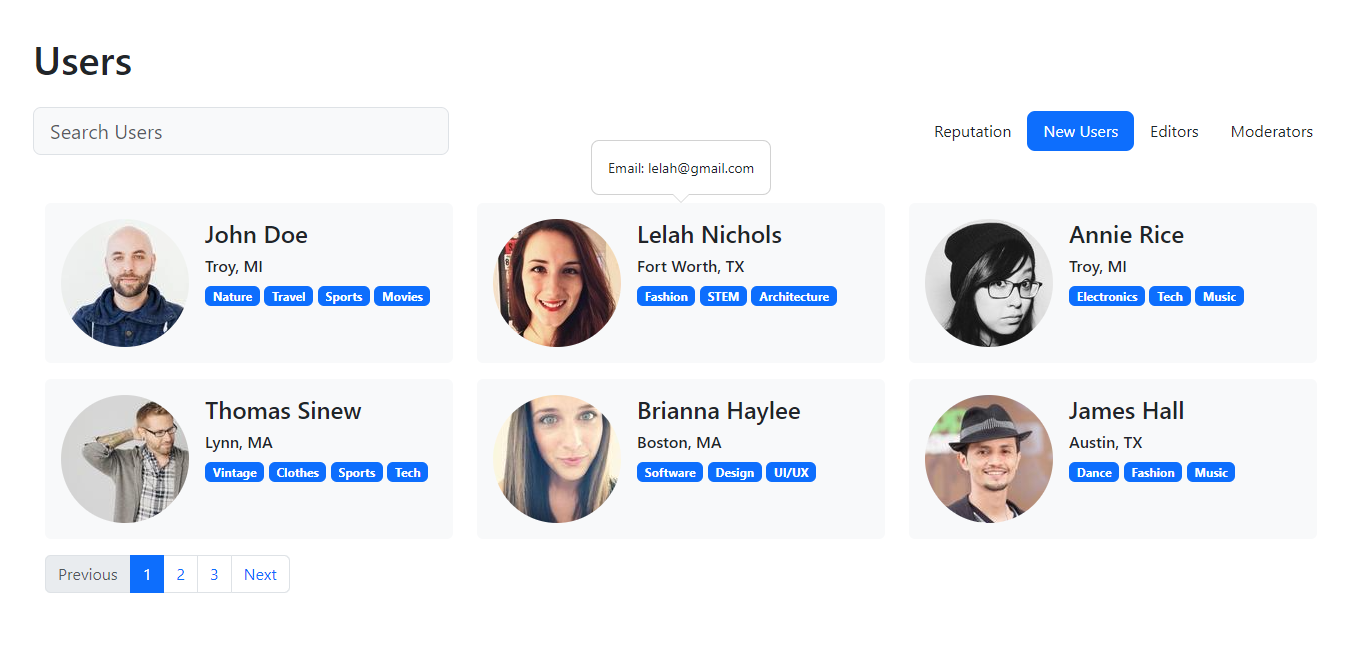 Users
Search Users
Reputation New Users Editors Moderators
Email: lelah@gmail.com
John Doe
Troy, MI
Nature Travel Sports Movies
Lelah Nichols
Fort Worth, TX
Fashion STEM Architecture
Annie Rice
Troy, MI
Electronics Tech Music
Thomas Sinew
Lynn, MA
Vintage Clothes Sports Tech
Brianna Haylee
Boston, MA
Software Design UI/UX
James Hall
Austin, TX
Dance Fashion Music
Previous 1 2 3 Next